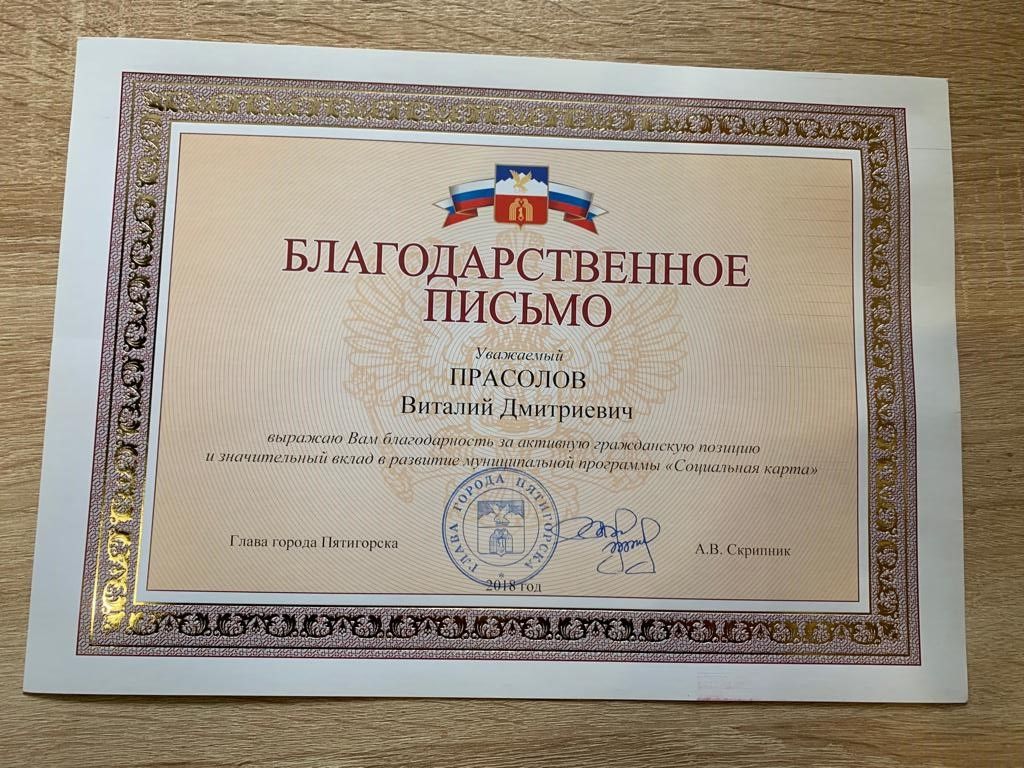 БЛАГОДАРСТВЕННОЕ
ПИСЬМО
Уважаемый
ПРАСОЛОВ
Виталий Дмитриевич
выражаю Вам благодарность за активную гражданскую позицию
и значительный вклад в развитие муниципальной программы «Социальная карта»
ГЛАВА ГОРОДА ПЯТИГОРСКА
Глава города Пятигорска
А.В. Скрипник
2018 год